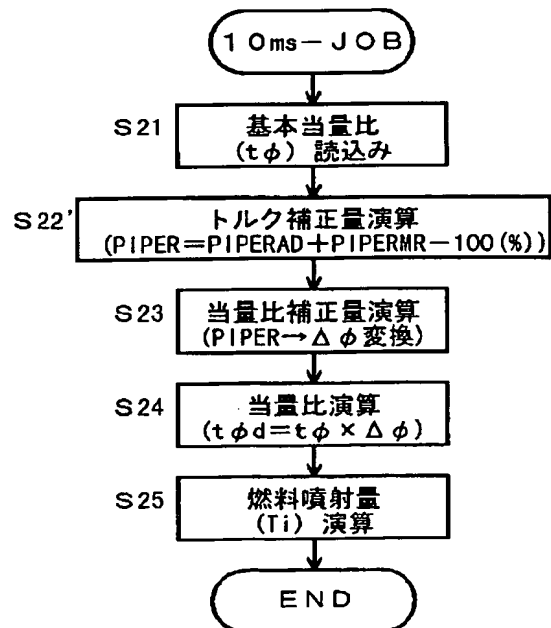 10ms-JOB
S21
基本当量比
(tφ) 読込み
S22'
トルク補正量演算
(PIPER=PIPERAD+PIPERMR-100(%))
S23
当量比補正量演算
(PIPER→Δφ変換)
S24
当量比演算
(tφd=tφ×Δφ)
S25
燃料噴射量
(Ti) 演算
END